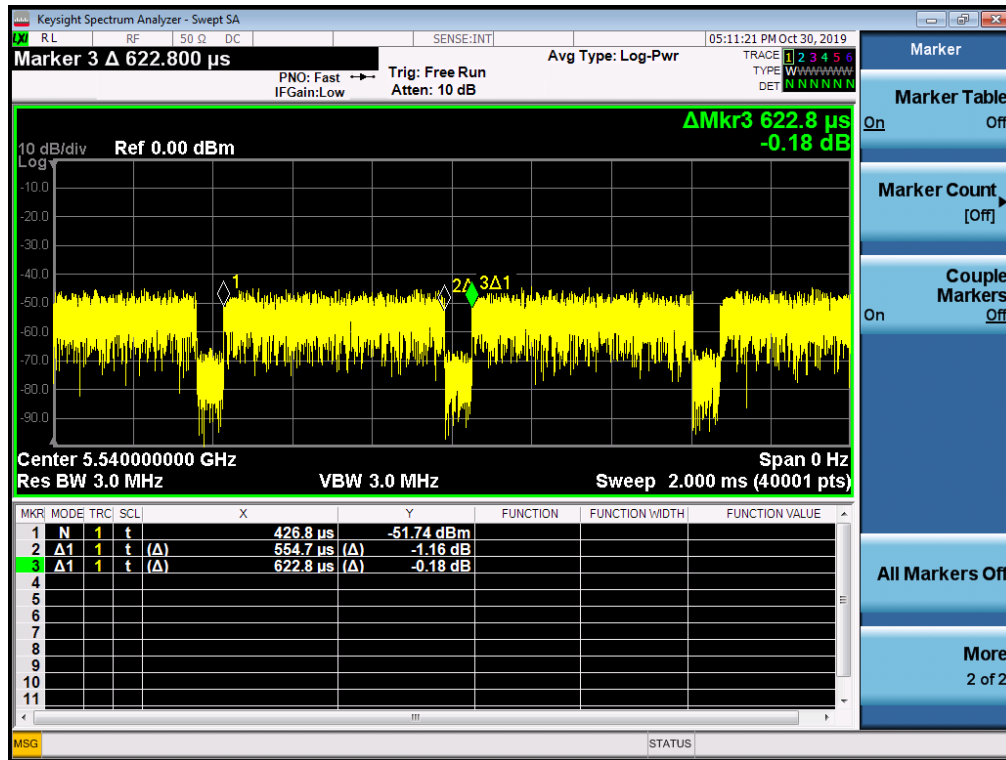 Keysight Spectrum Analyzer - Swept SA
LXI RL RF 50 Ω DC SENSE:INT 05:11:21 PM Oct 30, 2019
Marker 3 Δ 622.800 µs
PNO: Fast
IFGain:Low
Trig: Free Run
Atten: 10 dB
Avg Type: Log-Pwr
TRACE 1 2 3 4 5 6
TYPE WWWWWW
DET N N N N N N
ΔMkr3 622.8 µs
-0.18 dB
10 dB/div Ref 0.00 dBm
Log
-10.0
-20.0
-30.0
-40.0
-50.0
-60.0
-70.0
-80.0
-90.0
1
2Δ 3Δ1
Center 5.540000000 GHz Span 0 Hz
Res BW 3.0 MHz VBW 3.0 MHz Sweep 2.000 ms (40001 pts)
MKR MODE TRC SCL X Y FUNCTION FUNCTION WIDTH FUNCTION VALUE
1 N 1 t 426.8 µs -51.74 dBm
2 Δ1 1 t (Δ) 554.7 µs (Δ) -1.16 dB
3 Δ1 1 t (Δ) 622.8 µs (Δ) -0.18 dB
4
5
6
7
8
9
10
11
MSG STATUS
Marker
Marker Table
On Off
Marker Count
[Off]
Couple
Markers
On Off
All Markers Off
More
2 of 2